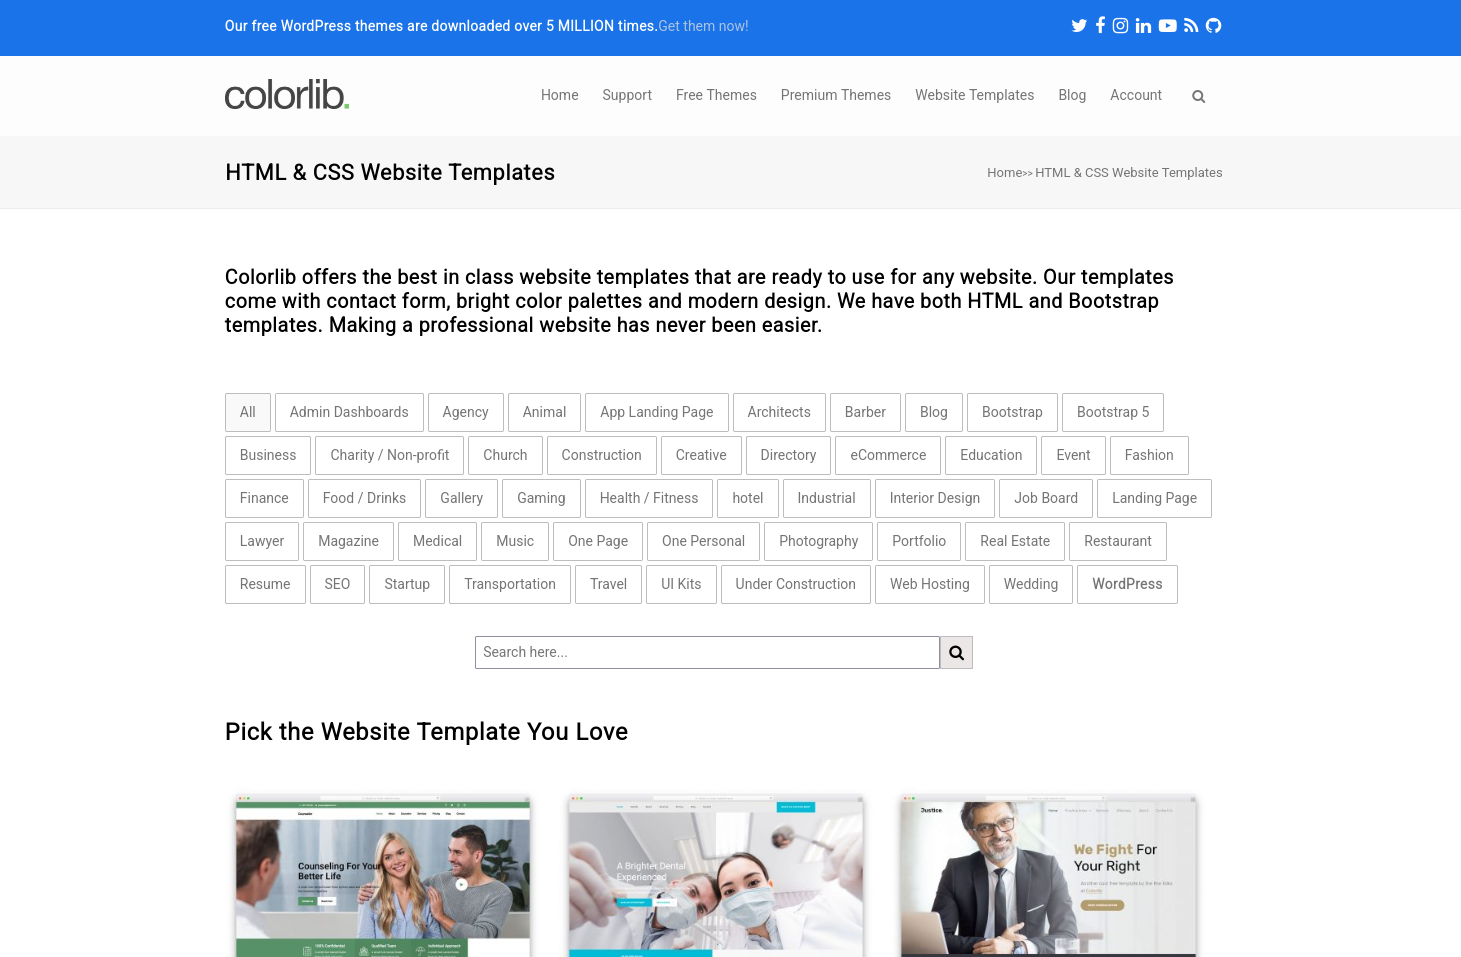 Our free WordPress themes are downloaded over 5 MILLION times.Get them now!
colorlib.
Home Support Free Themes Premium Themes Website Templates Blog Account
HTML & CSS Website Templates
Home>> HTML & CSS Website Templates
Colorlib offers the best in class website templates that are ready to use for any website. Our templates
come with contact form, bright color palettes and modern design. We have both HTML and Bootstrap
templates. Making a professional website has never been easier.
All Admin Dashboards Agency Animal App Landing Page Architects Barber Blog Bootstrap Bootstrap 5
Business Charity / Non-profit Church Construction Creative Directory eCommerce Education Event Fashion
Finance Food / Drinks Gallery Gaming Health / Fitness hotel Industrial Interior Design Job Board Landing Page
Lawyer Magazine Medical Music One Page One Personal Photography Portfolio Real Estate Restaurant
Resume SEO Startup Transportation Travel UI Kits Under Construction Web Hosting Wedding WordPress
Search here...
Pick the Website Template You Love
Counseling For Your
Better Life
100% Confidential Qualified Team Individual Approach
A Brighter Dental
Experienced
Justice.
We Fight For
Your Right